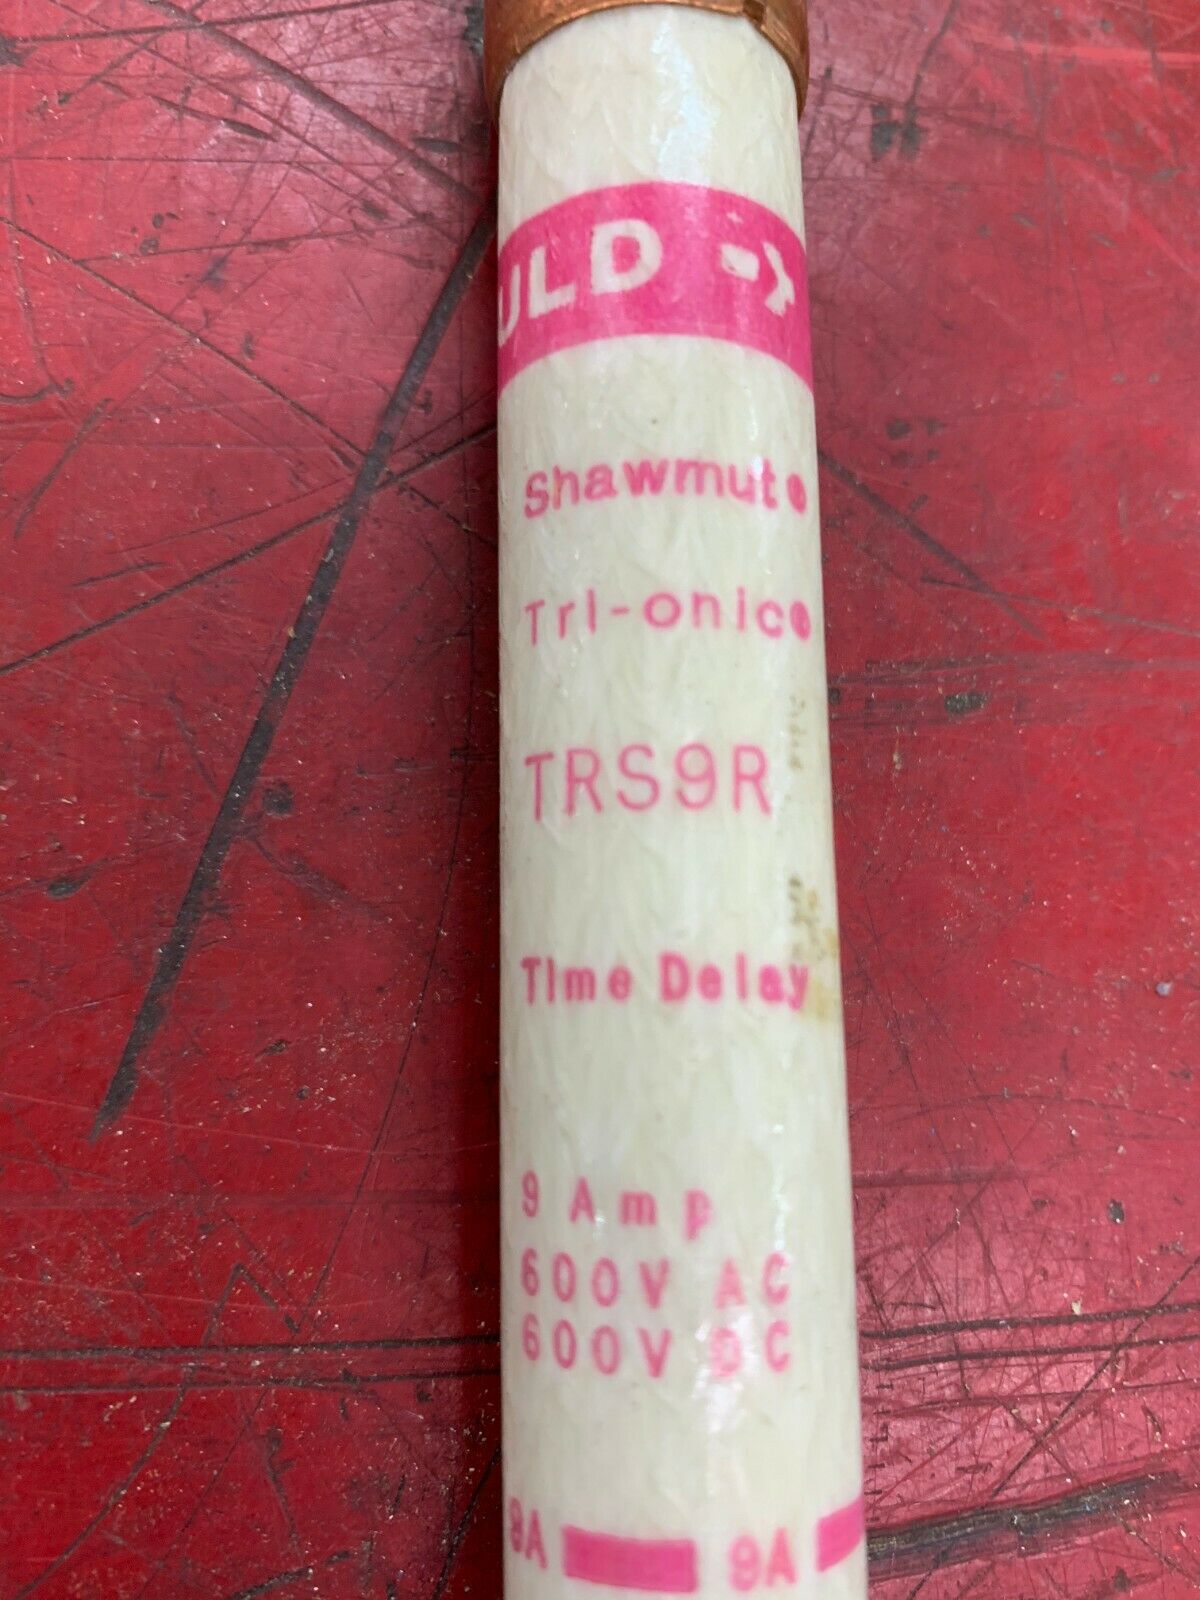 ULD
Shawmut®
Tri-onic®
TRS9R
Time Delay
9 Amp
600V AC
600V DC
9A 9A